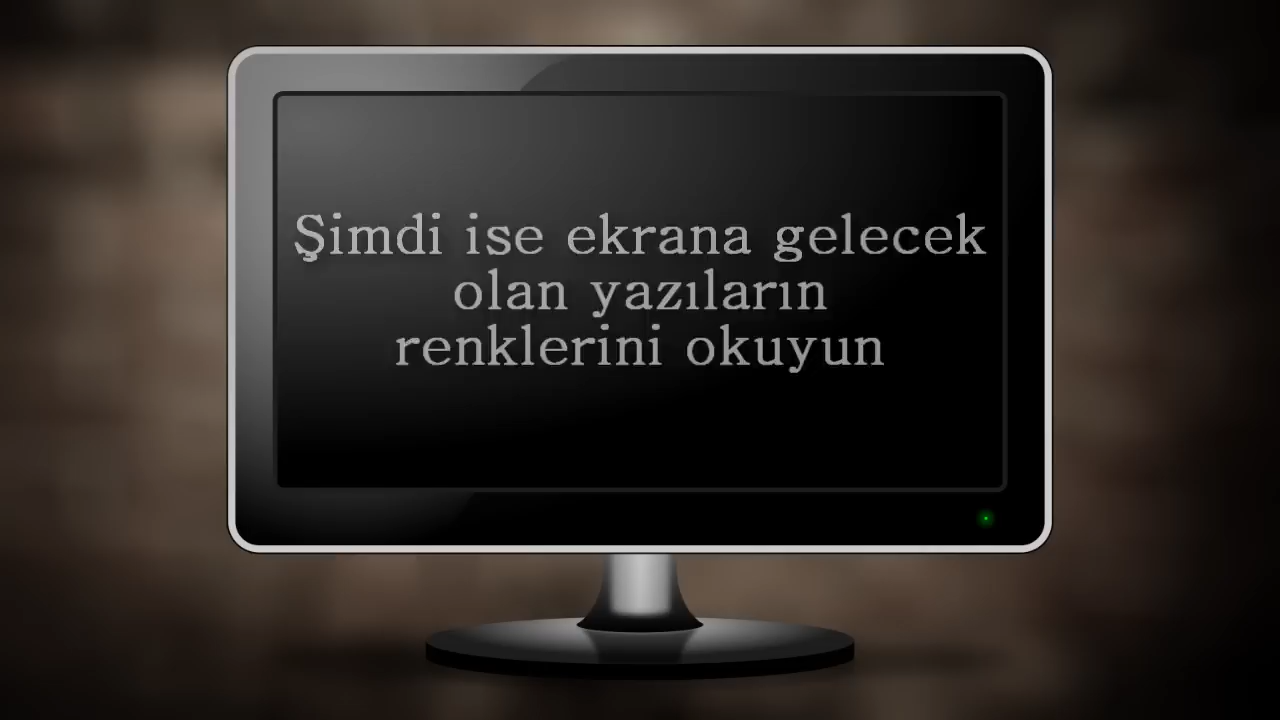 Şimdi ise ekrana gelecek
olan yazıların
renklerini okuyun